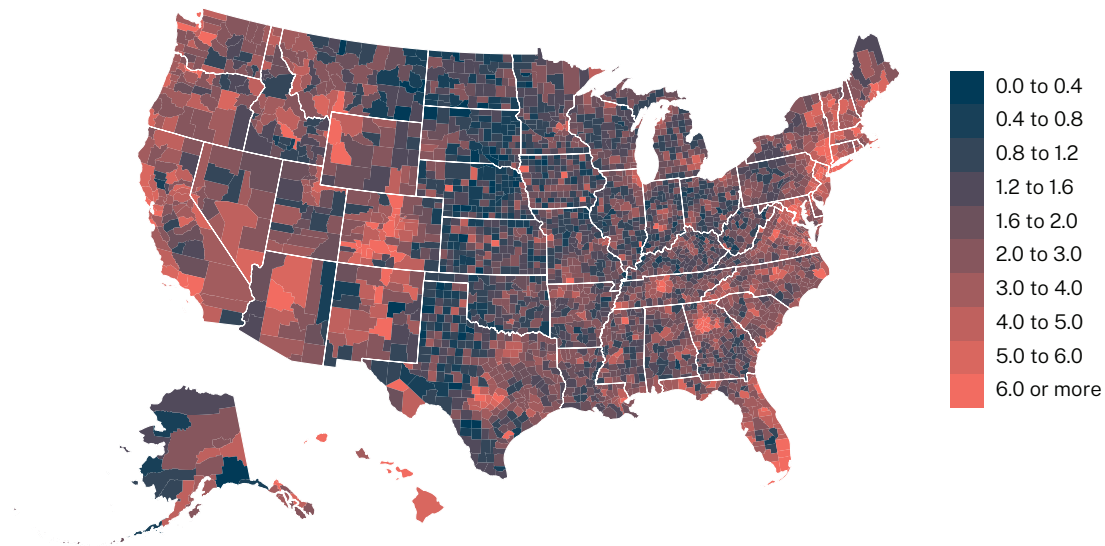 0.0 to 0.4
0.4 to 0.8
0.8 to 1.2
1.2 to 1.6
1.6 to 2.0
2.0 to 3.0
3.0 to 4.0
4.0 to 5.0
5.0 to 6.0
6.0 or more